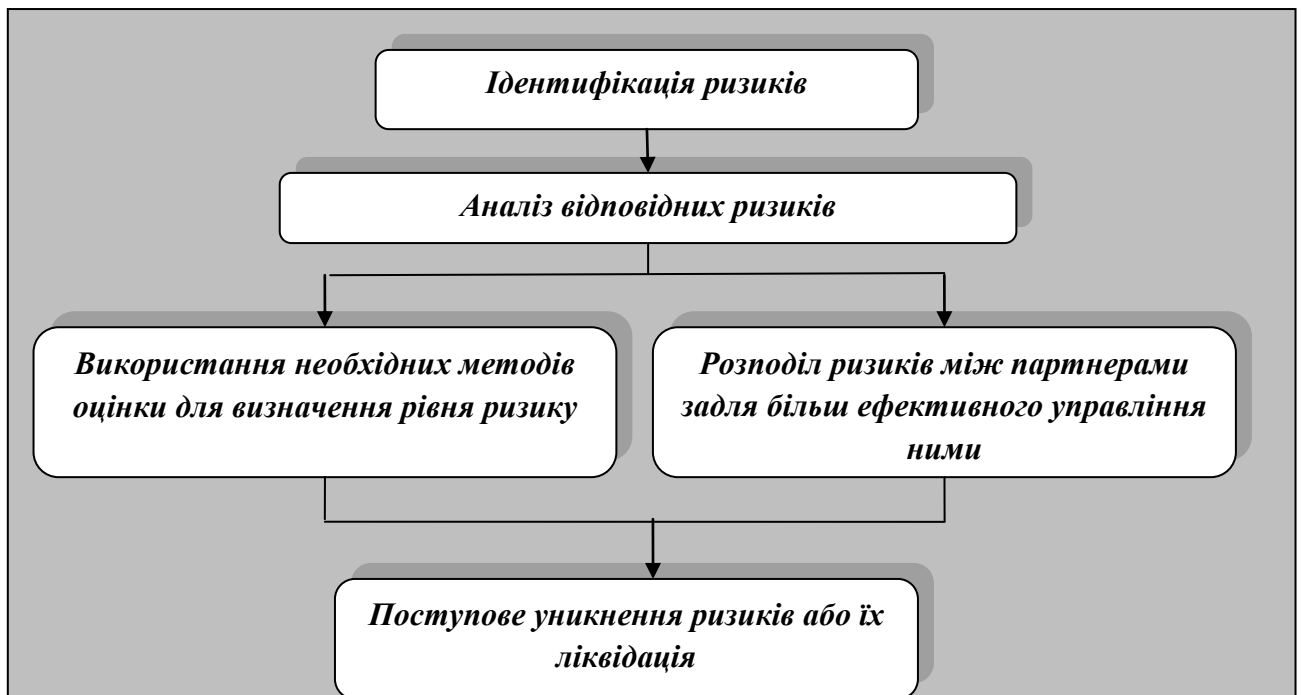 Ідентифікація ризиків
Аналіз відповідних ризиків
Використання необхідних методів
оцінки для визначення рівня ризику
Розподіл ризиків між партнерами
задля більш ефективного управління
ними
Поступове уникнення ризиків або їх
ліквідація